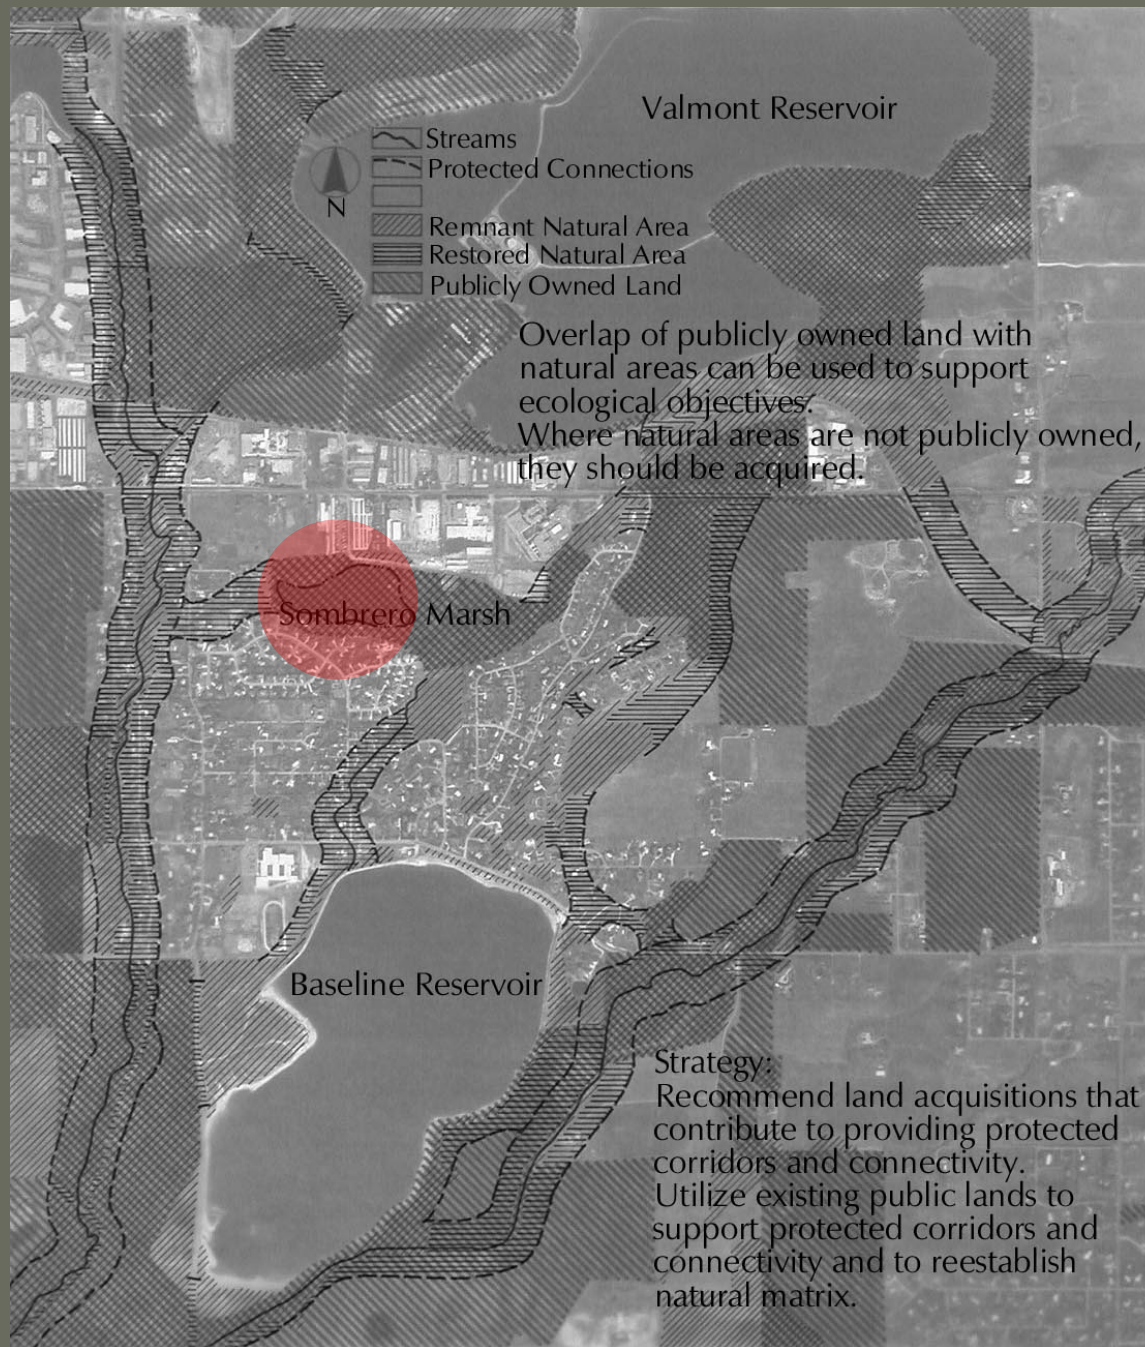 Valmont Reservoir
Streams
Protected Connections
N
Remnant Natural Area
Restored Natural Area
Publicly Owned Land
Overlap of publicly owned land with
natural areas can be used to support
ecological objectives.
Where natural areas are not publicly owned,
they should be acquired.
Sombrero Marsh
Baseline Reservoir
Strategy:
Recommend land acquisitions that
contribute to providing protected
corridors and connectivity.
Utilize existing public lands to
support protected corridors and
connectivity and to reestablish
natural matrix.